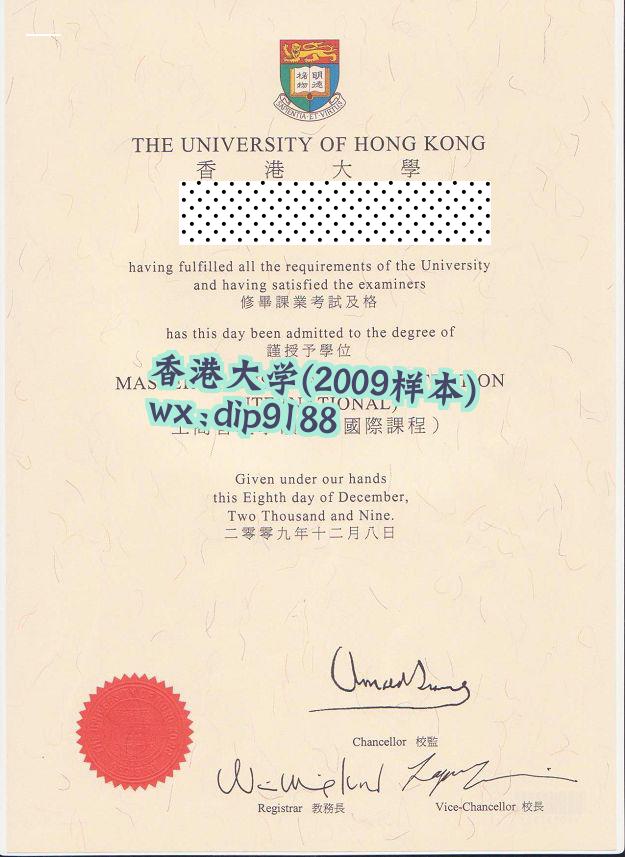 明德
格物
SAPIENTIA·ET·VIRTUS
THE UNIVERSITY OF HONG KONG
香港大學
having fulfilled all the requirements of the University
and having satisfied the examiners
修畢課業考試及格
has this day been admitted to the degree of
謹授予學位
香港大学(2009样本)
wx:dip9188
國際課程）
Given under our hands
this Eighth day of December,
Two Thousand and Nine.
二零零九年十二月八日
Chancellor 校監
Registrar 教務長
Vice-Chancellor 校長